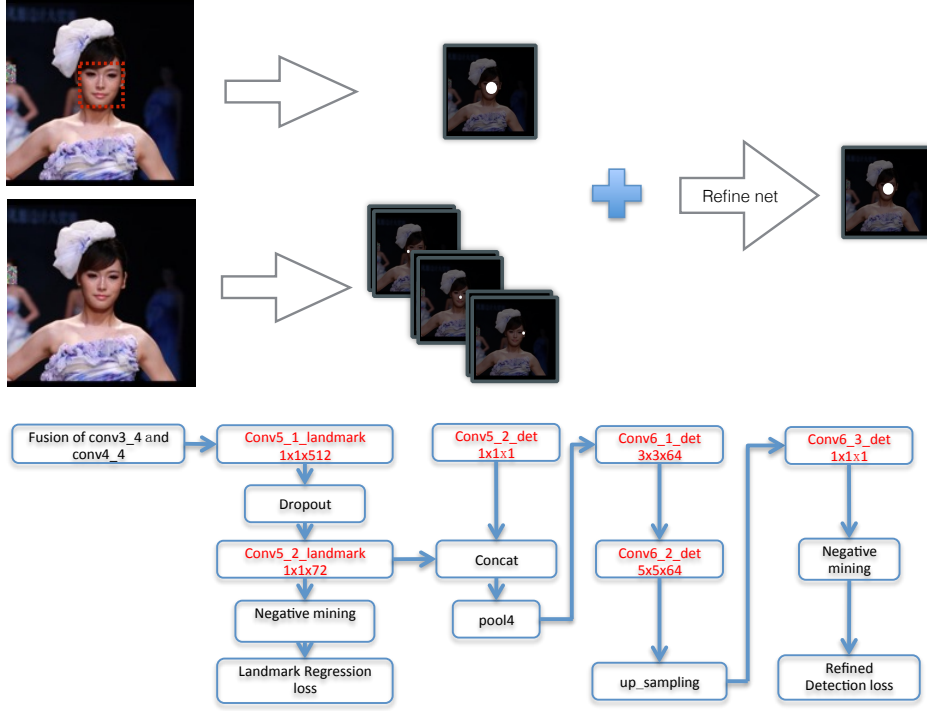 Refine net
Fusion of conv3_4 and
conv4_4
Conv5_1_landmark
1x1x512
Dropout
Conv5_2_landmark
1x1x72
Negative mining
Landmark Regression
loss
Conv5_2_det
1x1x1
Concat
pool4
Conv6_1_det
3x3x64
Conv6_2_det
5x5x64
up_sampling
Conv6_3_det
1x1x1
Negative
mining
Refined
Detection loss